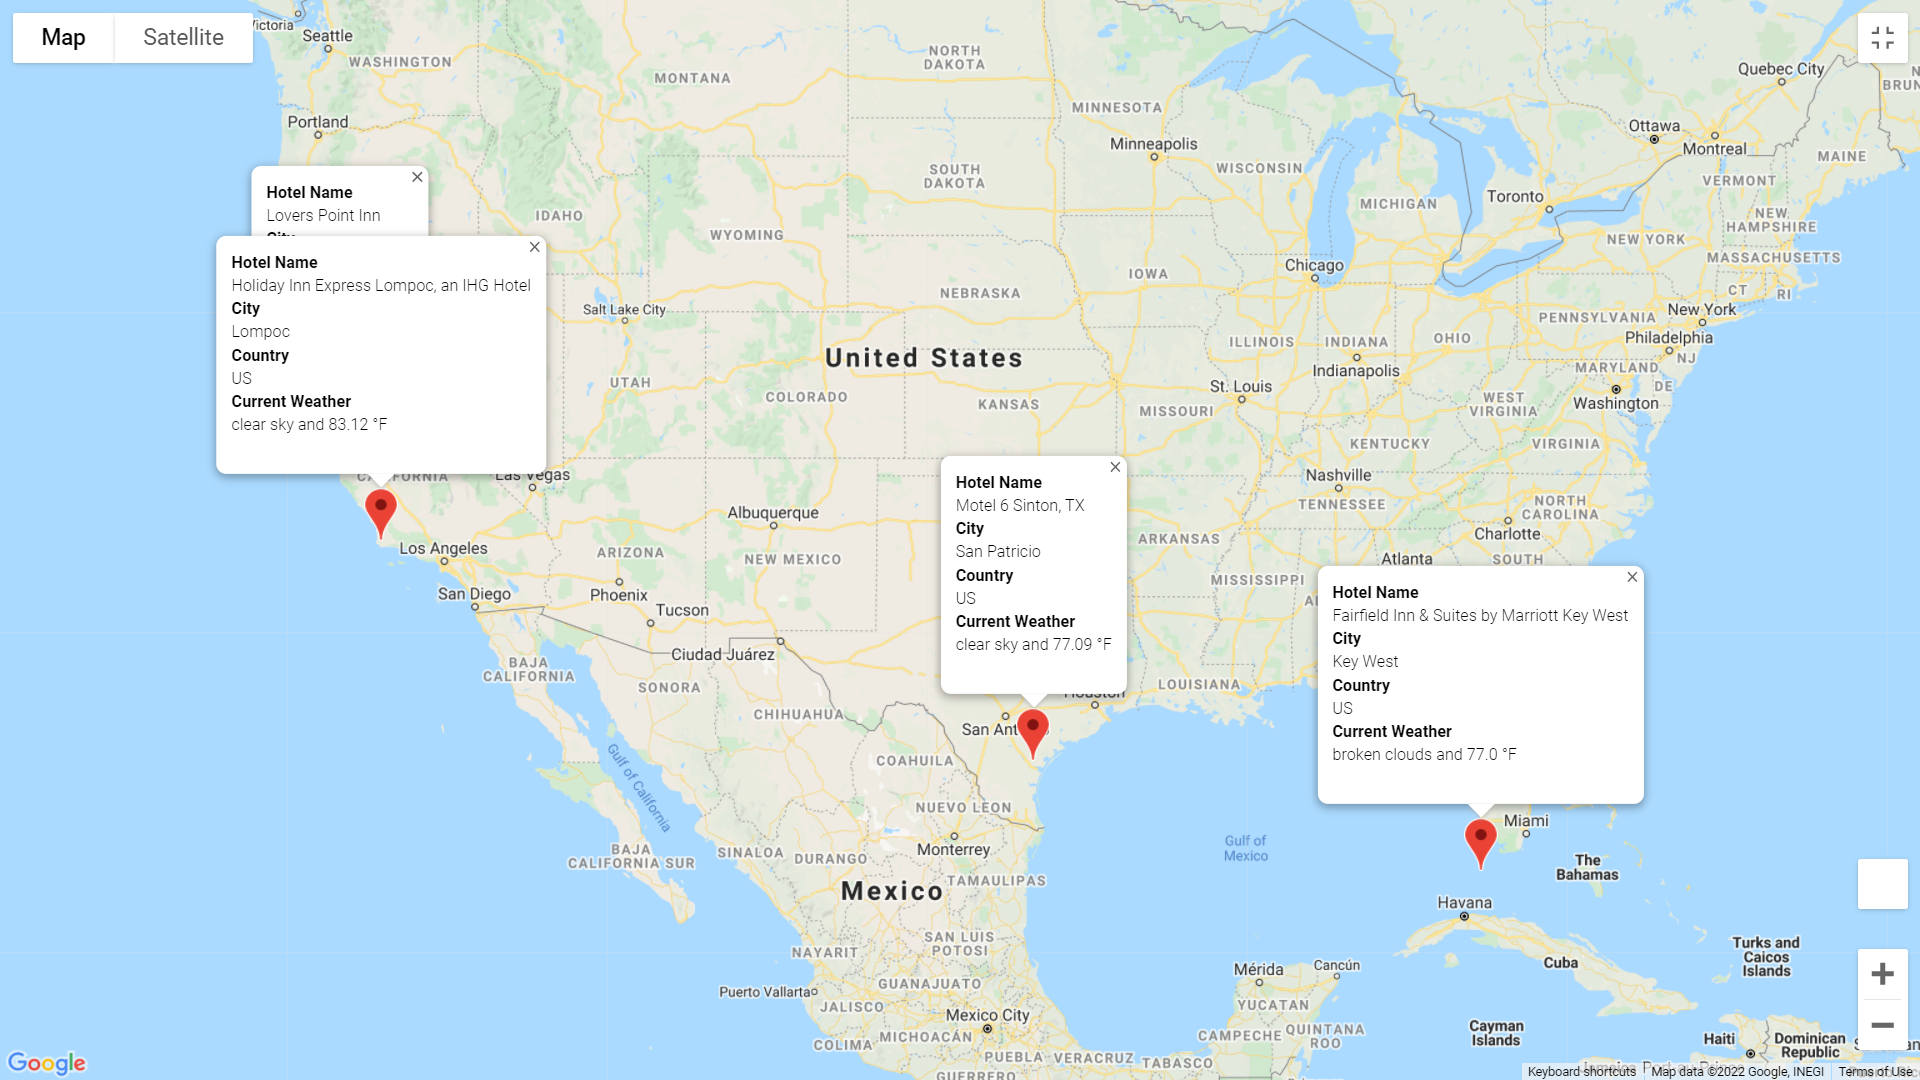 Map
Satellite
Victoria
Seattle
WASHINGTON
NORTH
DAKOTA
MONTANA
Quebec City
MINNESOTA
Portland
Minneapolis
Ottawa
Montreal
MAINE
WISCONSIN
SOUTH
DAKOTA
VERMONT
Toronto
MICHIGAN
NEW
HAMPSHIRE
IDAHO
WYOMING
NEW YORK
MASSACHUSETTS
Hotel Name
Lovers Point Inn
City
Hotel Name
Holiday Inn Express Lompoc, an IHG Hotel
City
Lompoc
Country
US
Current Weather
clear sky and 83.12 °F
Chicago
IOWA
CT
RI
NEBRASKA
Salt Lake City
New York
PENNSYLVANIA
Philadelphia
ILLINOIS
INDIANA
OHIO
NJ
United States
Indianapolis
MARYLAND
DE
UTAH
COLORADO
KANSAS
St. Louis
MISSOURI
WEST
VIRGINIA
Washington
KENTUCKY
VIRGINIA
CALIFORNIA
Las Vegas
Nashville
TENNESSEE
NORTH
CAROLINA
Albuquerque
Charlotte
Los Angeles
ARIZONA
NEW MEXICO
ARKANSAS
Atlanta
SOUTH
MISSISSIPPI
San Diego
Phoenix
Tucson
Hotel Name
Motel 6 Sinton, TX
City
San Patricio
Country
US
Current Weather
clear sky and 77.09 °F
Hotel Name
Fairfield Inn & Suites by Marriott Key West
City
Key West
Country
US
Current Weather
broken clouds and 77.0 °F
Ciudad Juárez
BAJA
CALIFORNIA
SONORA
LOUISIANA
Houston
CHIHUAHUA
San Antonio
COAHUILA
Gulf of California
NUEVO LEON
Miami
Gulf of
Mexico
Monterrey
SINALOA
DURANGO
BAJA
CALIFORNIA SUR
The
Bahamas
Mexico
TAMAULIPAS
Havana
SAN LUIS
POTOSI
NAYARIT
Turks and
Caicos
Islands
Cuba
Mérida
Cancún
GUANAJUATO
Puerto Vallarta
JALISCO
YUCATAN
Mexico City
CAMPECHE
QUINTANA
ROO
Cayman
Islands
MICHOACÁN
COLIMA
Haiti
Dominican
Republic
PUEBLA
VERACRUZ
TABASCO
GUERRERO
Google
Keyboard shortcuts
Map data ©2022 Google, INEGI
Terms of Use